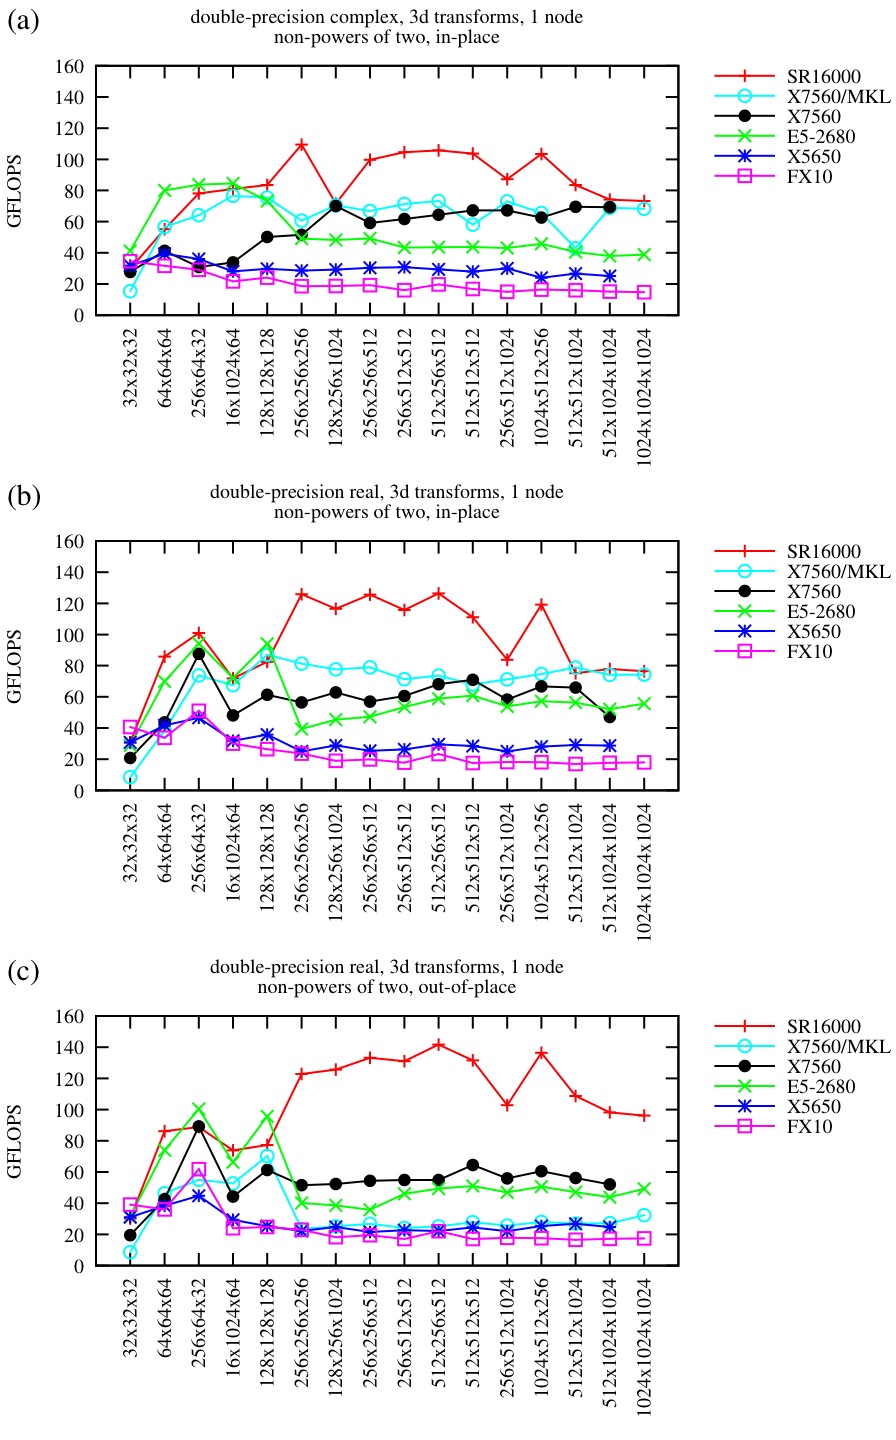 (a)
double-precision complex, 3d transforms, 1 node
non-powers of two, in-place
GFLOPS
160
140
120
100
80
60
40
20
0
32x32x32
64x64x64
256x64x32
16x1024x64
128x128x128
256x256x256
128x256x1024
256x256x512
256x512x512
512x256x512
512x512x512
256x512x1024
1024x512x256
512x512x1024
512x1024x1024
1024x1024x1024
SR16000
X7560/MKL
X7560
E5-2680
X5650
FX10
(b)
double-precision real, 3d transforms, 1 node
non-powers of two, in-place
GFLOPS
160
140
120
100
80
60
40
20
0
32x32x32
64x64x64
256x64x32
16x1024x64
128x128x128
256x256x256
128x256x1024
256x256x512
256x512x512
512x256x512
512x512x512
256x512x1024
1024x512x256
512x512x1024
512x1024x1024
1024x1024x1024
SR16000
X7560/MKL
X7560
E5-2680
X5650
FX10
(c)
double-precision real, 3d transforms, 1 node
non-powers of two, out-of-place
GFLOPS
160
140
120
100
80
60
40
20
0
32x32x32
64x64x64
256x64x32
16x1024x64
128x128x128
256x256x256
128x256x1024
256x256x512
256x512x512
512x256x512
512x512x512
256x512x1024
1024x512x256
512x512x1024
512x1024x1024
1024x1024x1024
SR16000
X7560/MKL
X7560
E5-2680
X5650
FX10